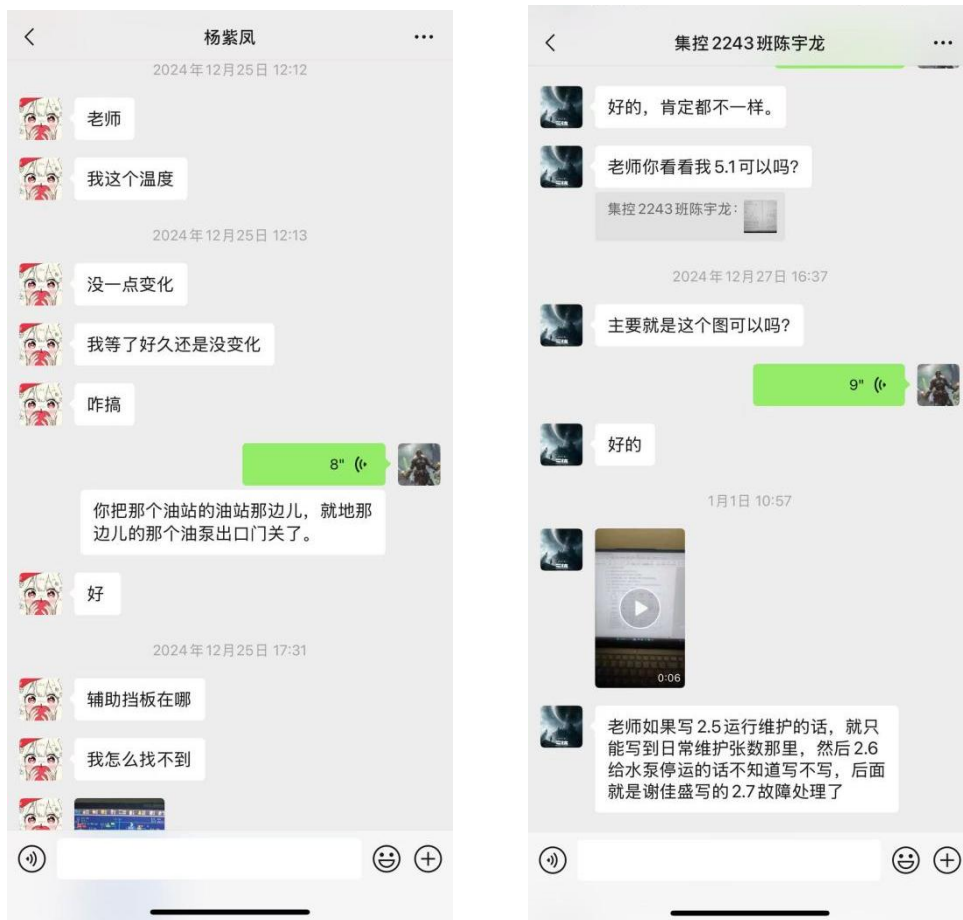 杨紫凤
2024年12月25日 12:12
老师
我这个温度
2024年12月25日 12:13
没一点变化
我等了好久还是没变化
咋搞
8"
你把那个油站的油站那边儿，就地那
边儿的那个油泵出口门关了。
好
2024年12月25日 17:31
辅助挡板在哪
我怎么找不到
集控2243班陈宇龙
好的，肯定都不一样。
老师你看看我5.1可以吗?
集控2243班陈宇龙：
2024年12月27日 16:37
主要就是这个图可以吗?
9"
好的
1月1日 10:57
0:06
老师如果写2.5运行维护的话，就只
能写到日常维护张数那里，然后2.6
给水泵停运的话不知道写不写，后面
就是谢佳盛写的2.7故障处理了